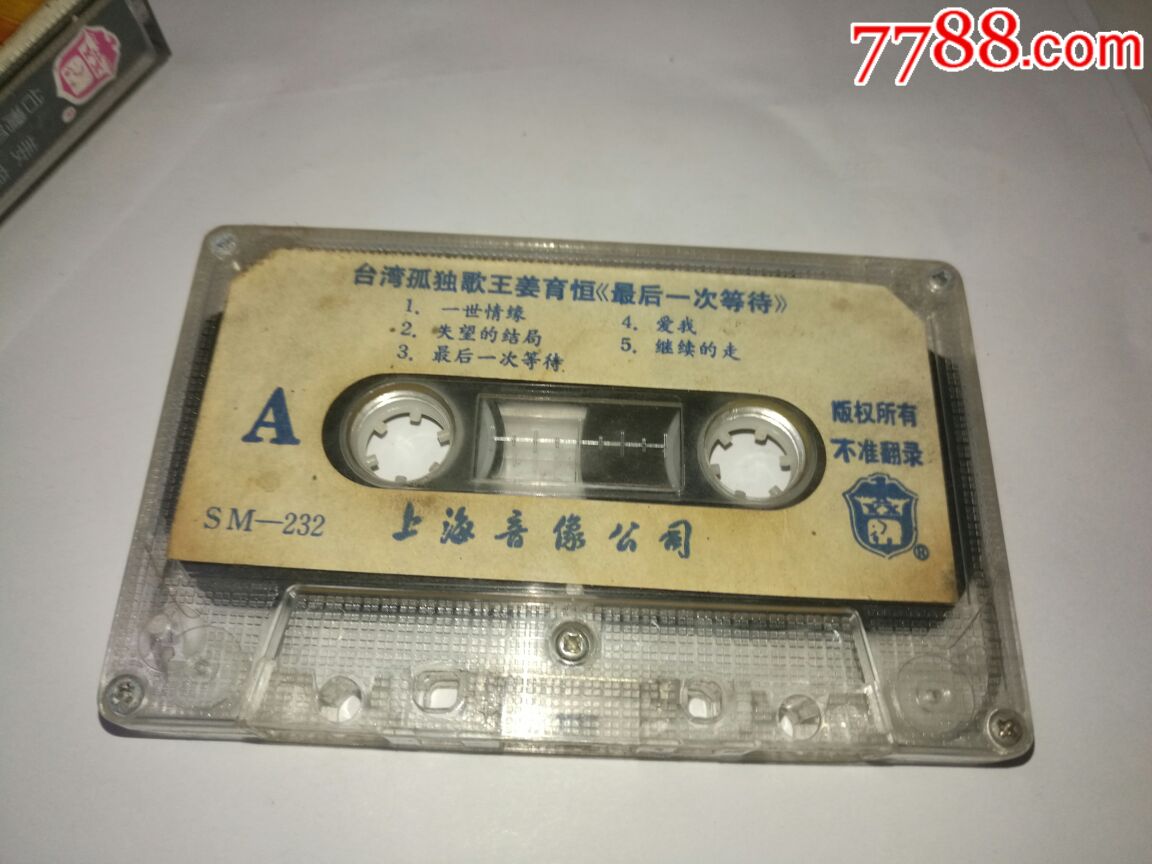 7788.com
台湾孤独歌王姜育恒《最后一次等待》
1. 一世情缘
2. 失望的结局
3. 最后一次等待
4. 爱我
5. 继续的走
A
版权所有
不准翻录
SM—232
上海音像公司
®